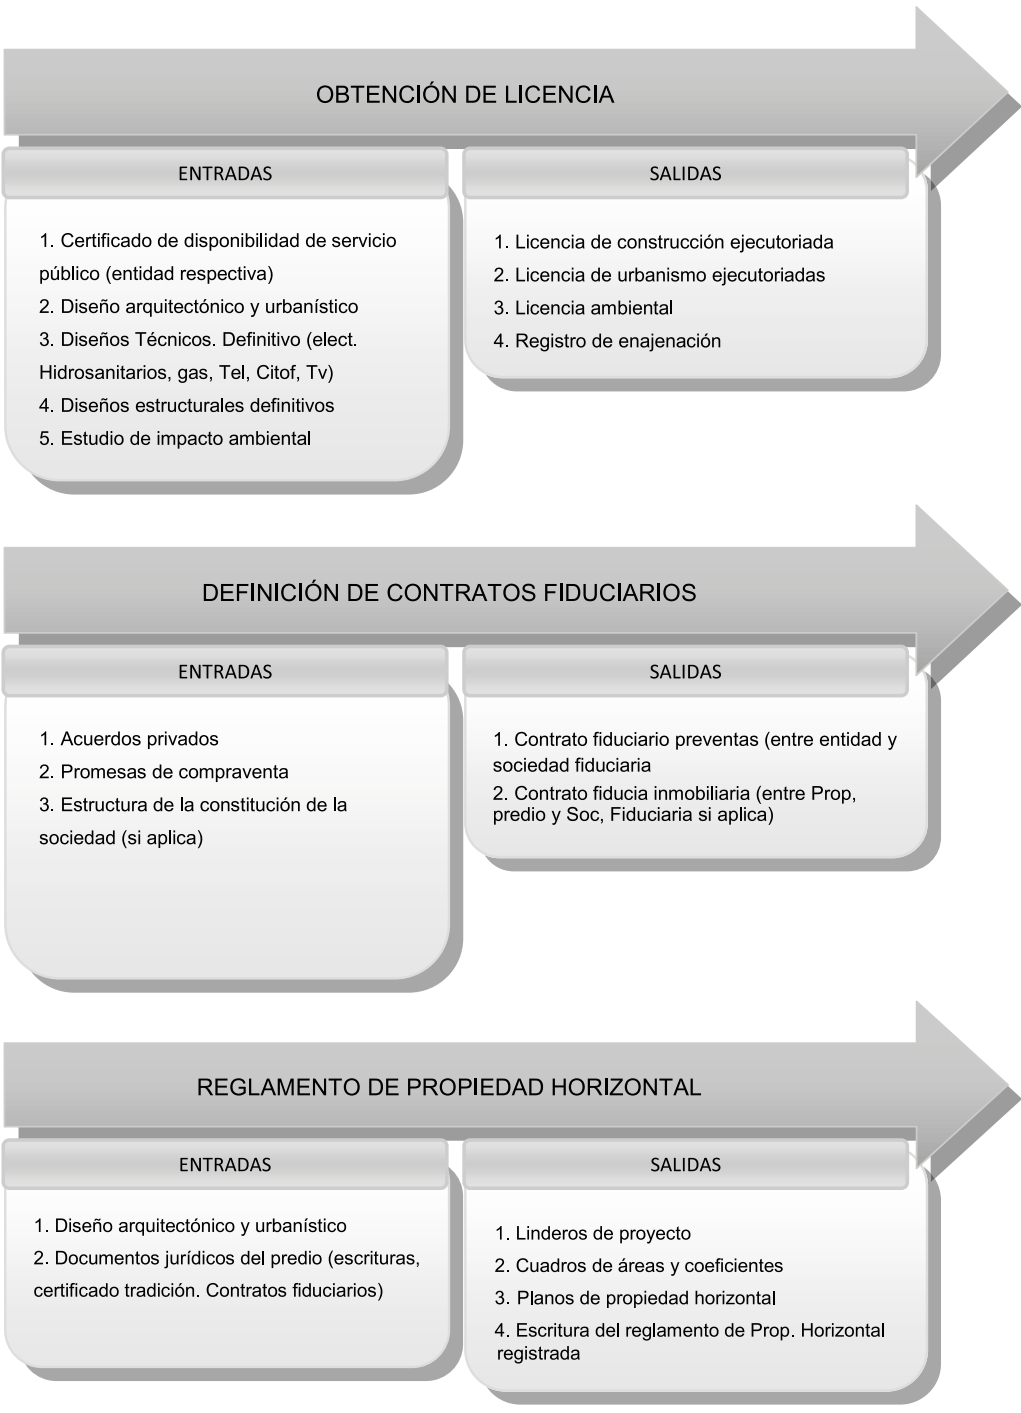 OBTENCIÓN DE LICENCIA
ENTRADAS
1. Certificado de disponibilidad de servicio
público (entidad respectiva)
2. Diseño arquitectónico y urbanístico
3. Diseños Técnicos. Definitivo (elect.
Hidrosanitarios, gas, Tel, Citof, Tv)
4. Diseños estructurales definitivos
5. Estudio de impacto ambiental
SALIDAS
1. Licencia de construcción ejecutoriada
2. Licencia de urbanismo ejecutoriadas
3. Licencia ambiental
4. Registro de enajenación
DEFINICIÓN DE CONTRATOS FIDUCIARIOS
ENTRADAS
1. Acuerdos privados
2. Promesas de compraventa
3. Estructura de la constitución de la
sociedad (si aplica)
SALIDAS
1. Contrato fiduciario preventas (entre entidad y
sociedad fiduciaria
2. Contrato fiducia inmobiliaria (entre Prop,
predio y Soc, Fiduciaria si aplica)
REGLAMENTO DE PROPIEDAD HORIZONTAL
ENTRADAS
1. Diseño arquitectónico y urbanístico
2. Documentos jurídicos del predio (escrituras,
certificado tradición. Contratos fiduciarios)
SALIDAS
1. Linderos de proyecto
2. Cuadros de áreas y coeficientes
3. Planos de propiedad horizontal
4. Escritura del reglamento de Prop. Horizontal
registrada